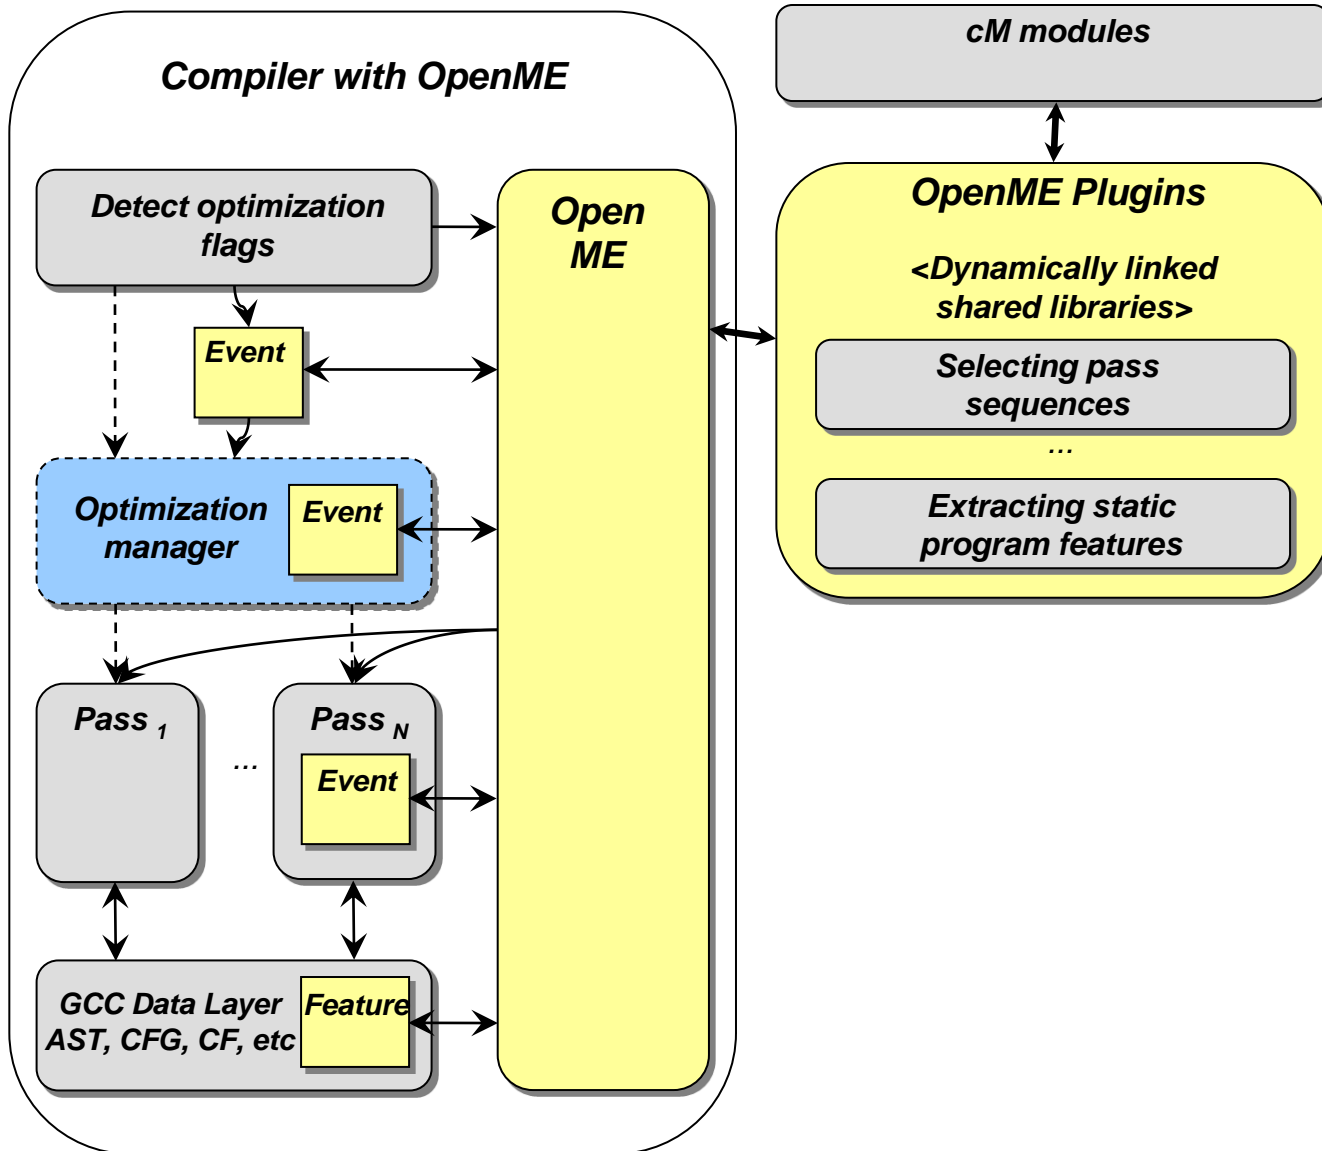 Compiler with OpenME
Detect optimization
flags
Event
Optimization
manager
Event
Pass 1
...
Pass N
Event
GCC Data Layer
AST, CFG, CF, etc
Feature
Open
ME
cM modules
OpenME Plugins
<Dynamically linked
shared libraries>
Selecting pass
sequences
...
Extracting static
program features